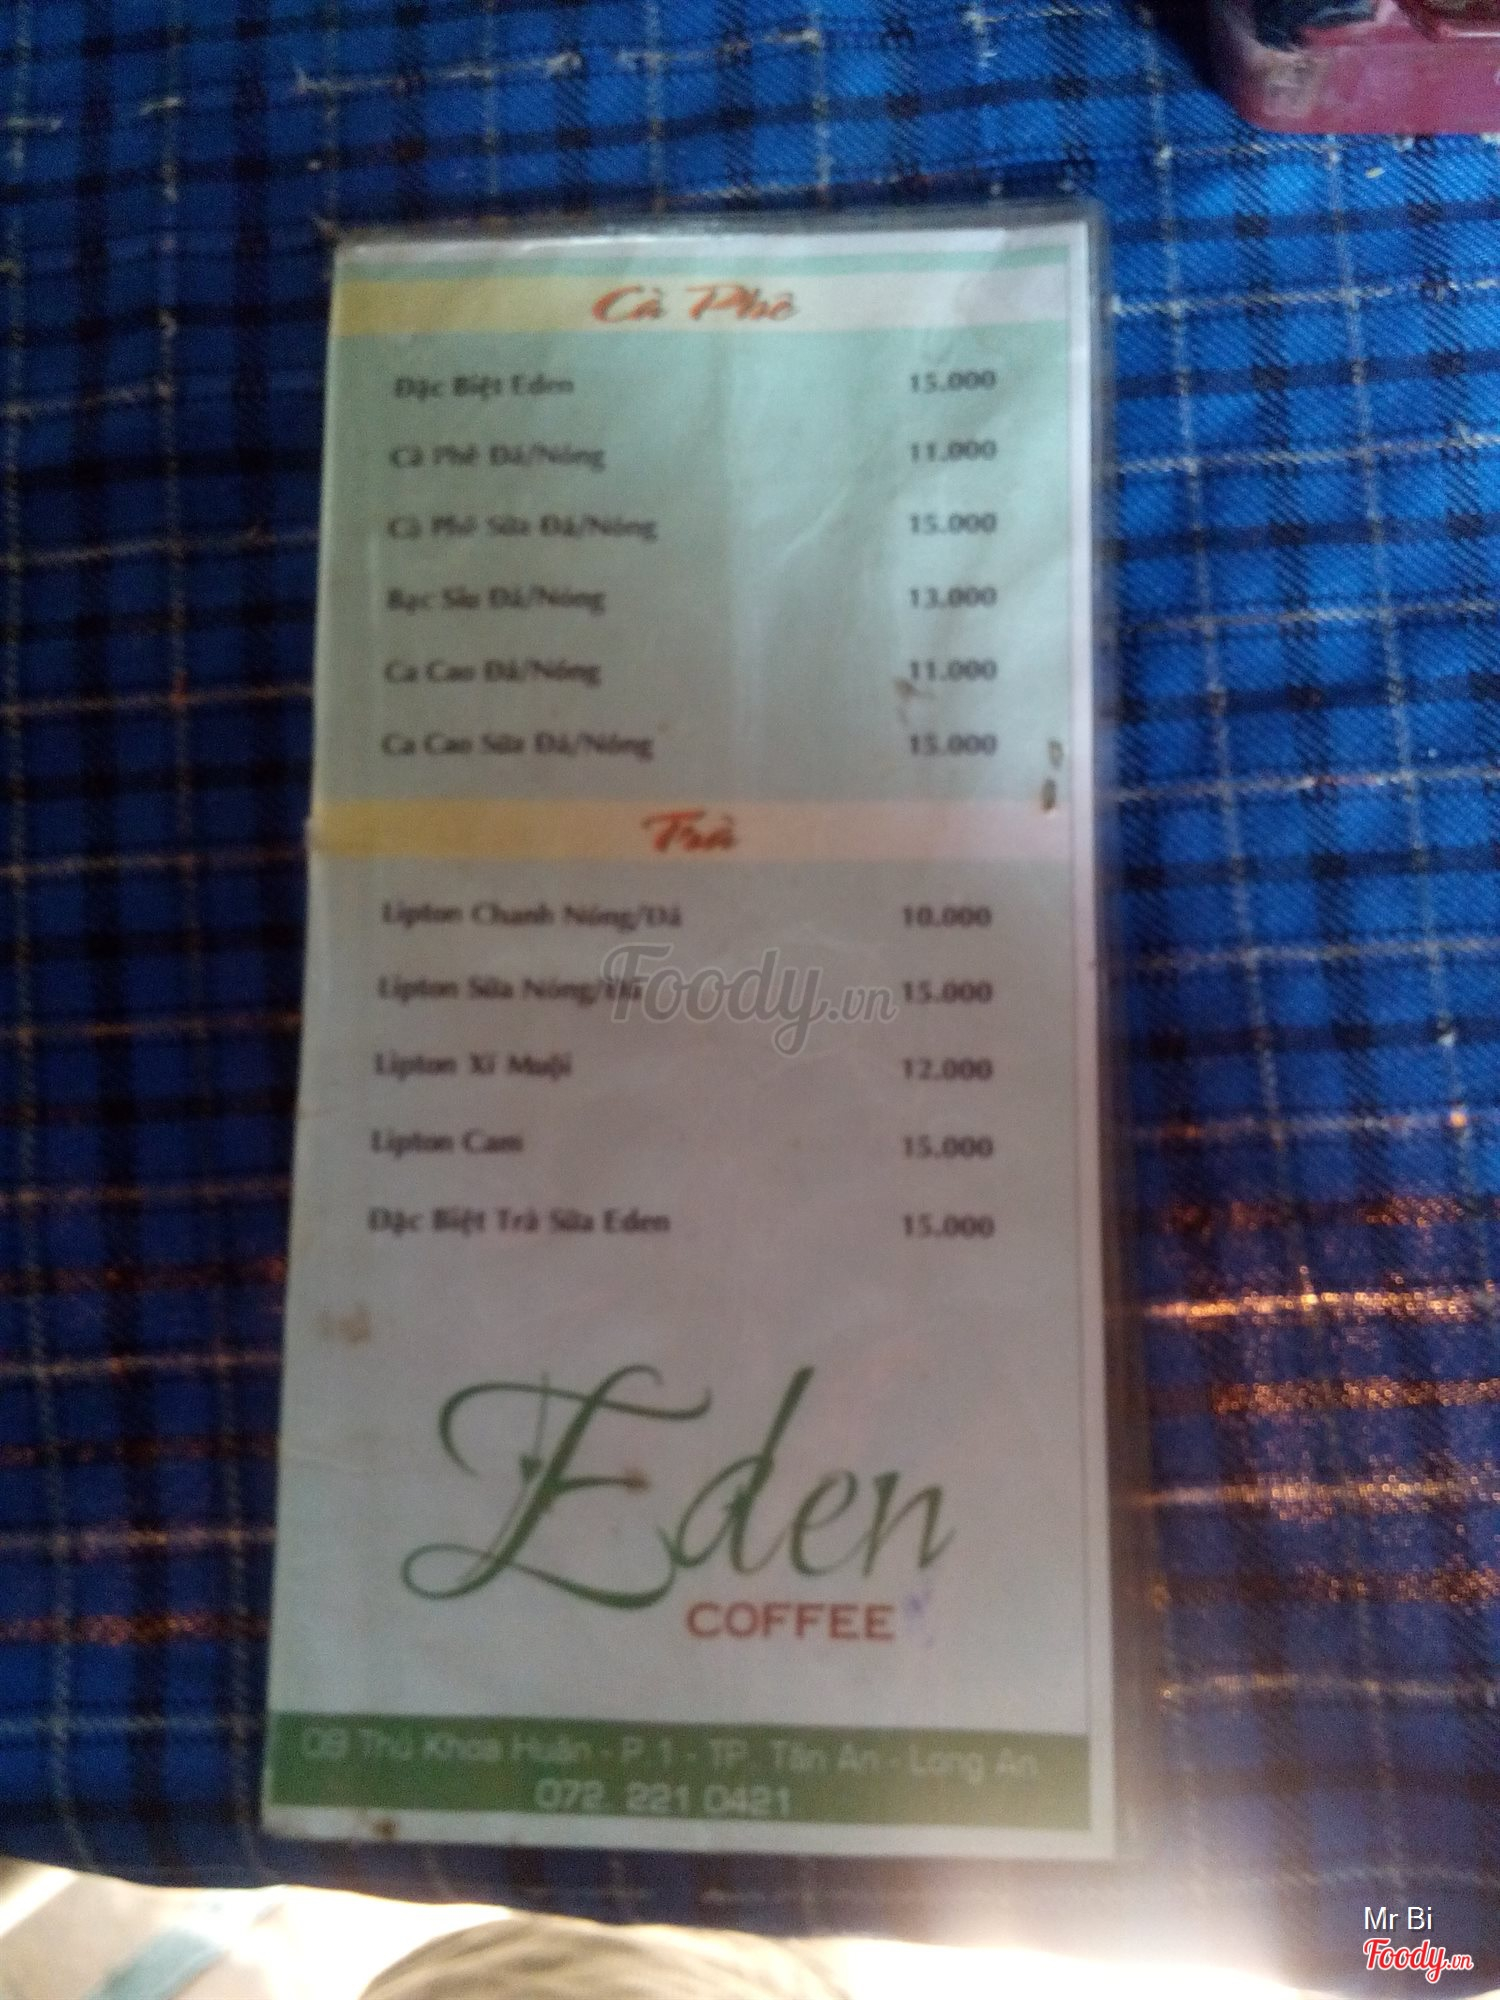 Cà Phê
Đặc Biệt Eden 15.000
Cà Phê Đá/Nóng 11.000
Cà Phê Sữa Đá/Nóng 15.000
Bạc Sỉu Đá/Nóng 13.000
Ca Cao Đá/Nóng 11.000
Ca Cao Sữa Đá/Nóng 15.000
Trà
Lipton Chanh Nóng/Đá 10.000
Lipton Sữa Nóng/Đá 15.000
Foody.vn
Lipton Xí Muội 12.000
Lipton Cam 15.000
Đặc Biệt Trà Sữa Eden 15.000
Eden
COFFEE
09 Thủ Khoa Huân - P.1 - TP. Tân An - Long An
072. 221 0421
Mr Bi
Foody.vn